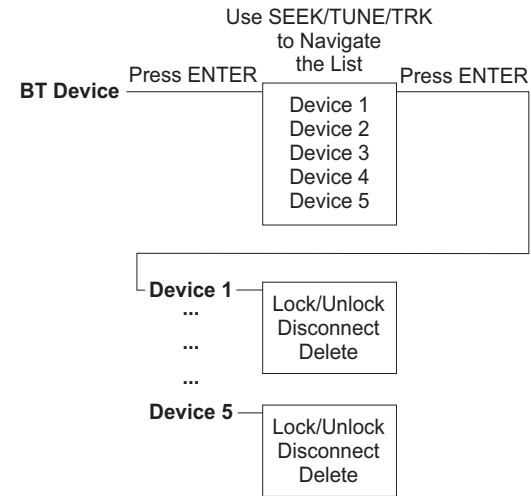 Use SEEK/TUNE/TRK
to Navigate
the List
Press ENTER
Press ENTER
BT Device
Device 1
Device 2
Device 3
Device 4
Device 5
Device 1
...
...
...
Device 5
Lock/Unlock
Disconnect
Delete
Lock/Unlock
Disconnect
Delete